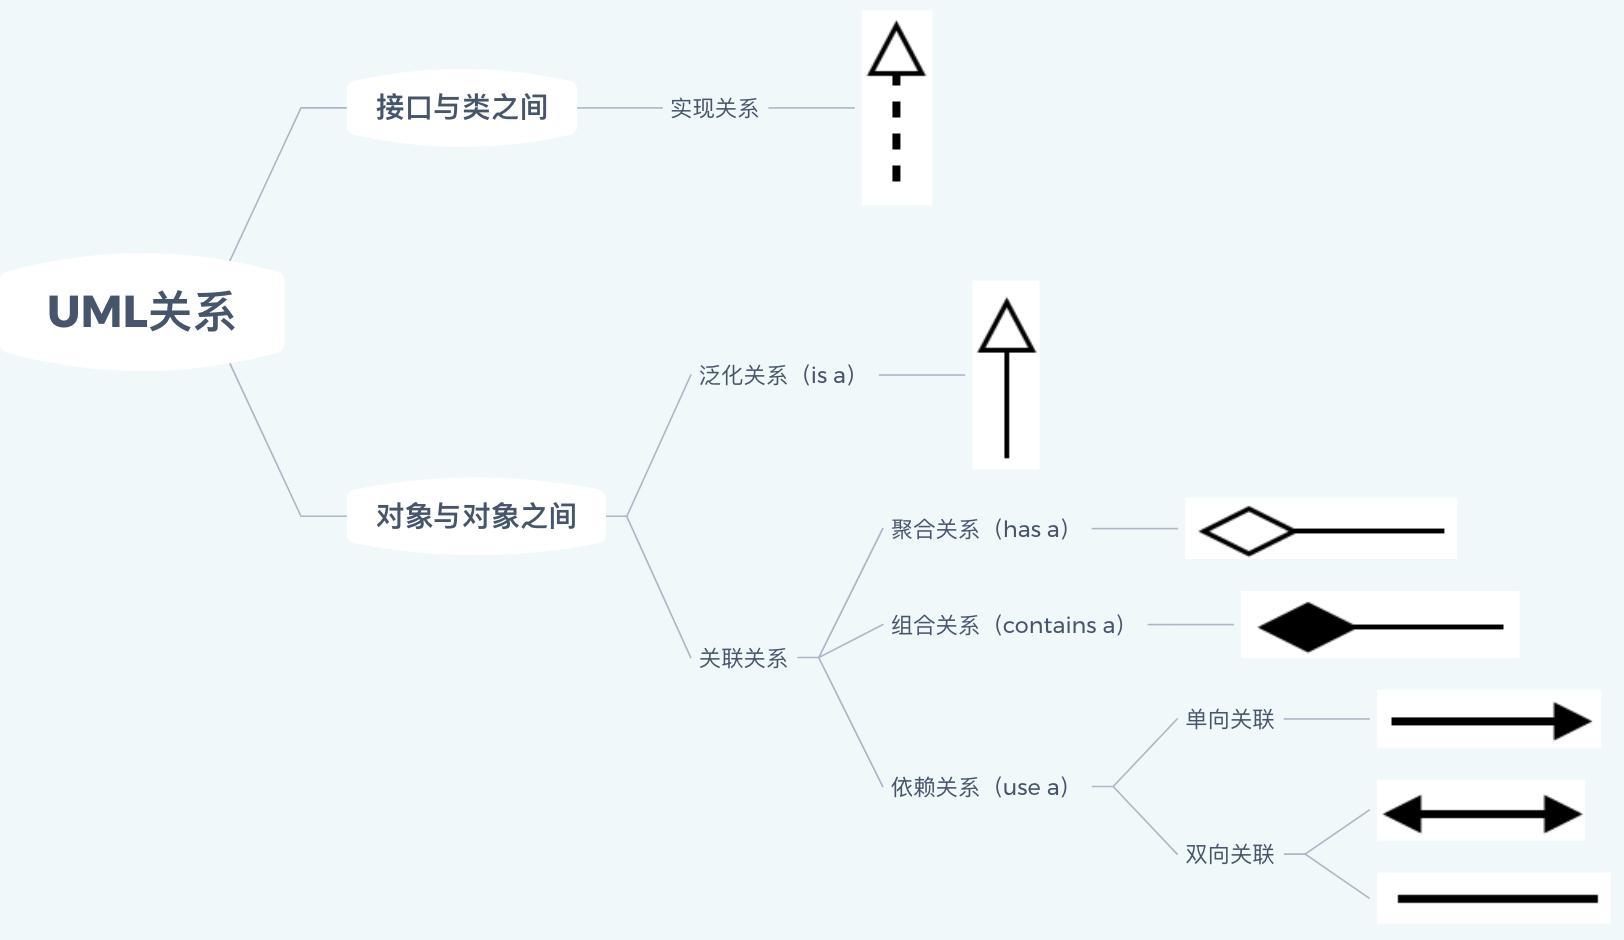 UML关系
接口与类之间
实现关系
对象与对象之间
泛化关系（is a）
关联关系
聚合关系（has a）
组合关系（contains a）
依赖关系（use a）
单向关联
双向关联